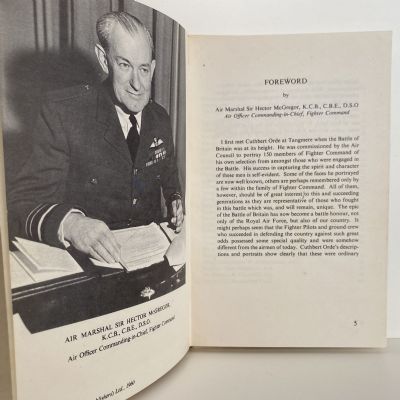 AIR MARSHAL SIR HECTOR McGREGOR,
K.C.B., C.B.E., D.S.O.
Air Officer Commanding-in-Chief, Fighter Command
Ltd., 1960
FOREWORD
by
Air Marshal Sir Hector McGregor, K.C.B., C.B.E., D.S.O
Air Officer Commanding-in-Chief, Fighter Command
I first met Cuthbert Orde at Tangmere when the Battle of
Britain was at its height. He was commissioned by the Air
Council to portray 150 members of Fighter Command of
his own selection from amongst those who were engaged in
the Battle. His success in capturing the spirit and character
of these men is self-evident. Some of the faces he portrayed
are now well known, others are perhaps remembered only by
a few within the family of Fighter Command. All of them,
however, should be of great interest to this and succeeding
generations as they are representative of those who fought
in this battle which was, and will remain, unique. The epic
of the Battle of Britain has now become a battle honour, not
only of the Royal Air Force, but also of our country. It
might perhaps seem that the Fighter Pilots and ground crew
who succeeded in defending the country against such great
odds possessed some special quality and were somehow
different from the airmen of today. Cuthbert Orde's descrip-
tions and portraits show clearly that these were ordinary
5